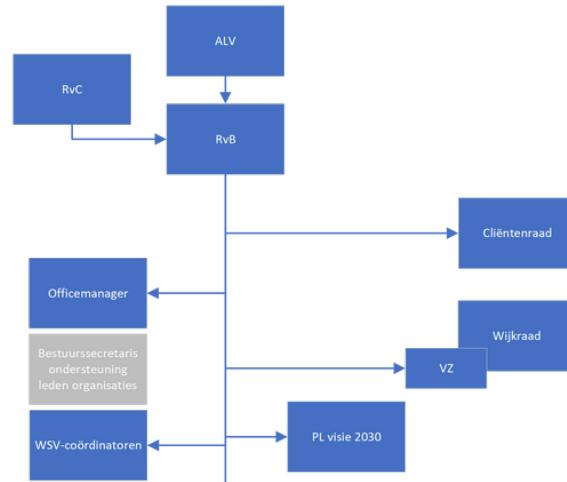 ALV
RvC
RvB
Cliëntenraad
Officemanager
Wijkraad
Bestuurssecretaris
ondersteuning
leden organisaties
VZ
PL visie 2030
WSV-coördinatoren